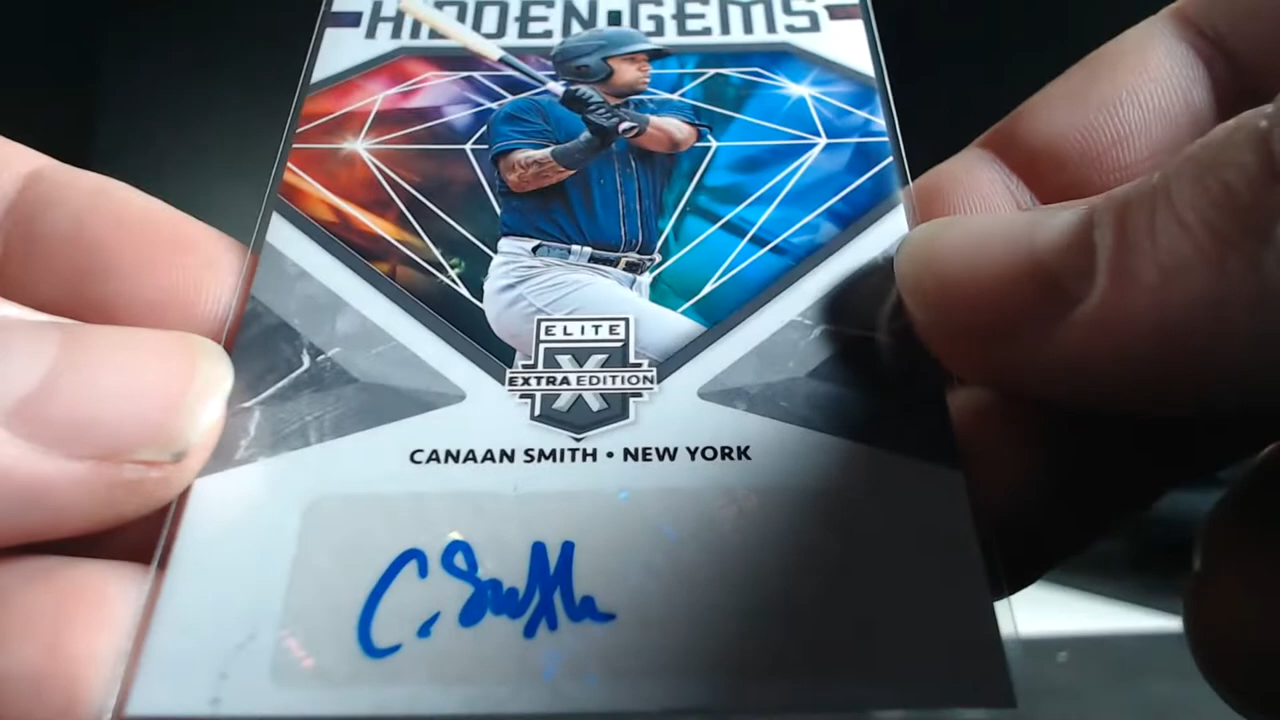 HIDDEN GEMS
ELITE
X
EXTRA EDITION
CANAAN SMITH • NEW YORK
C. Smith